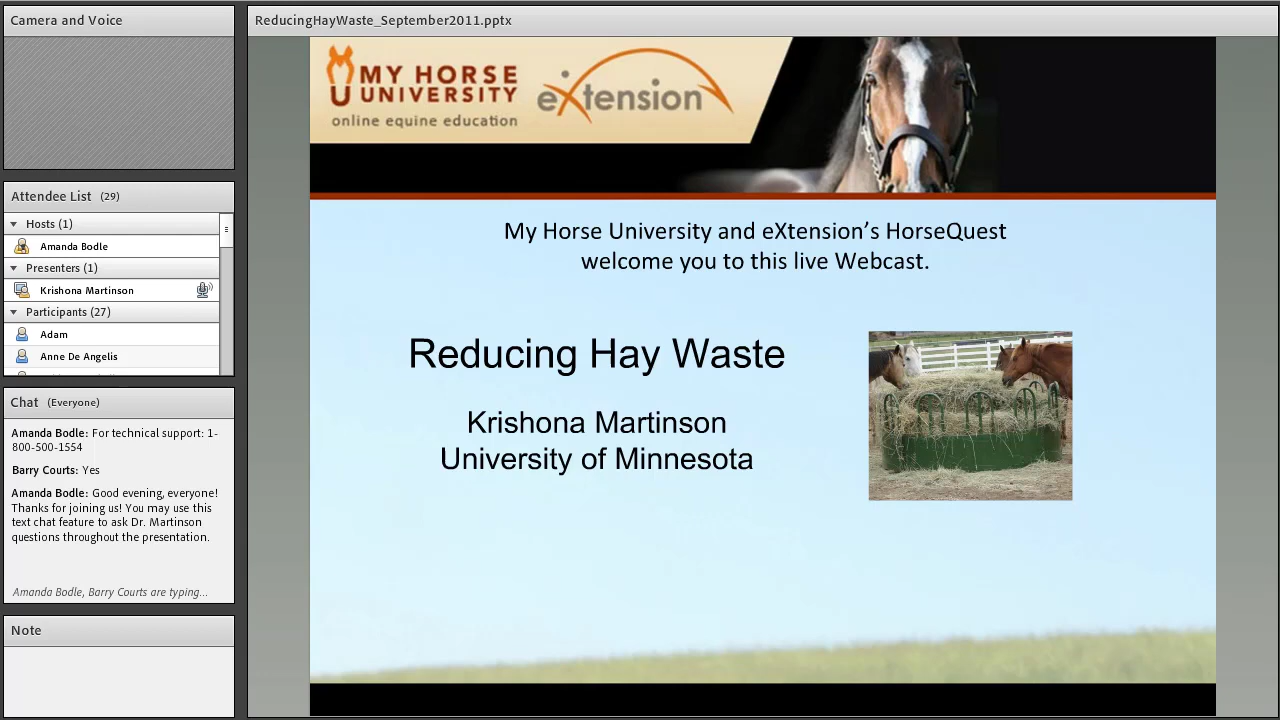 Camera and Voice
Attendee List (29)
Hosts (1)
Amanda Bodle
Presenters (1)
Krishona Martinson
Participants (27)
Adam
Anne De Angelis
Chat (Everyone)
Amanda Bodle: For technical support: 1-
800-500-1554
Barry Courts: Yes
Amanda Bodle: Good evening, everyone!
Thanks for joining us! You may use this
text chat feature to ask Dr. Martinson
questions throughout the presentation.
Amanda Bodle, Barry Courts are typing...
Note
ReducingHayWaste_September2011.pptx
MY HORSE
UNIVERSITY
online equine education
eXtension
My Horse University and eXtension’s HorseQuest
welcome you to this live Webcast.
Reducing Hay Waste
Krishona Martinson
University of Minnesota